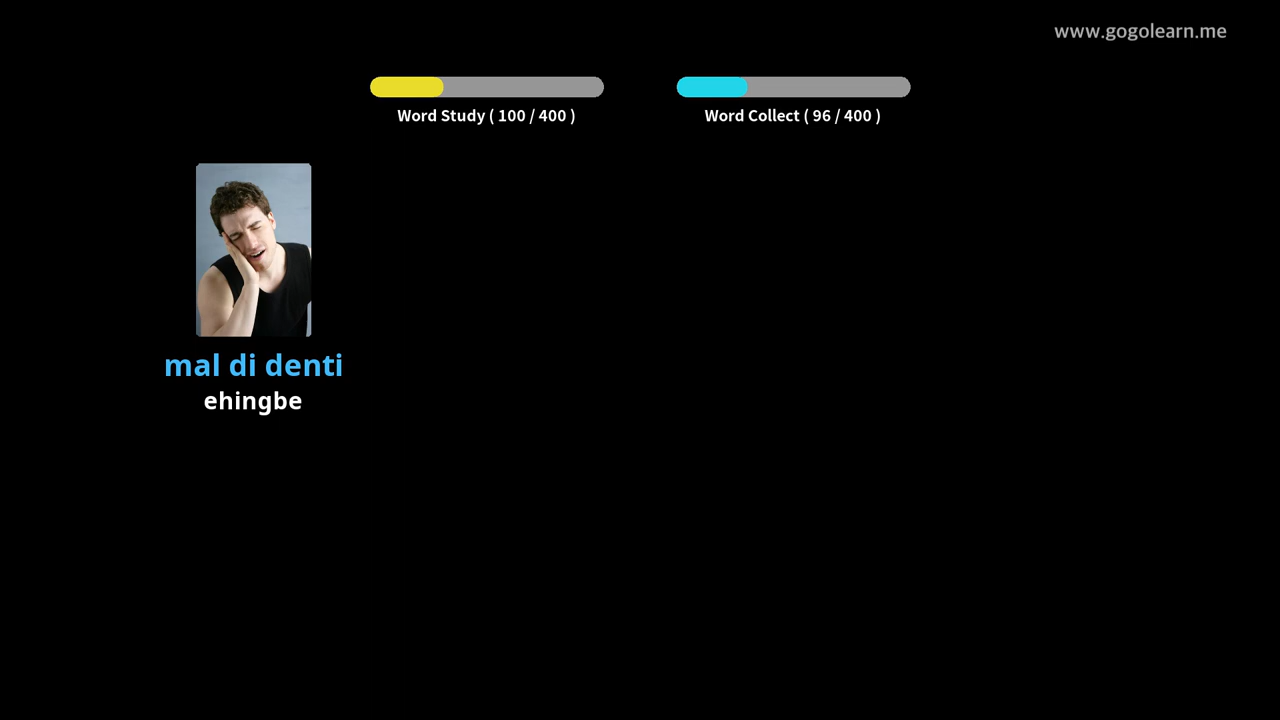 www.gogolearn.me
Word Study ( 100 / 400 )
Word Collect ( 96 / 400 )
mal di denti
ehingbe